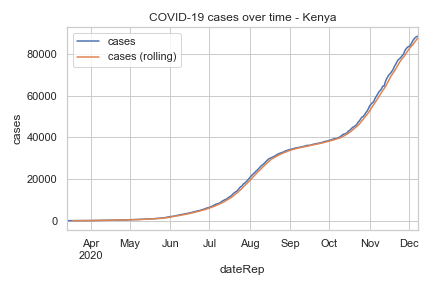 COVID-19 cases over time - Kenya
cases
cases (rolling)
80000
60000
40000
20000
0
cases
Apr May Jun Jul Aug Sep Oct Nov Dec
2020
dateRep